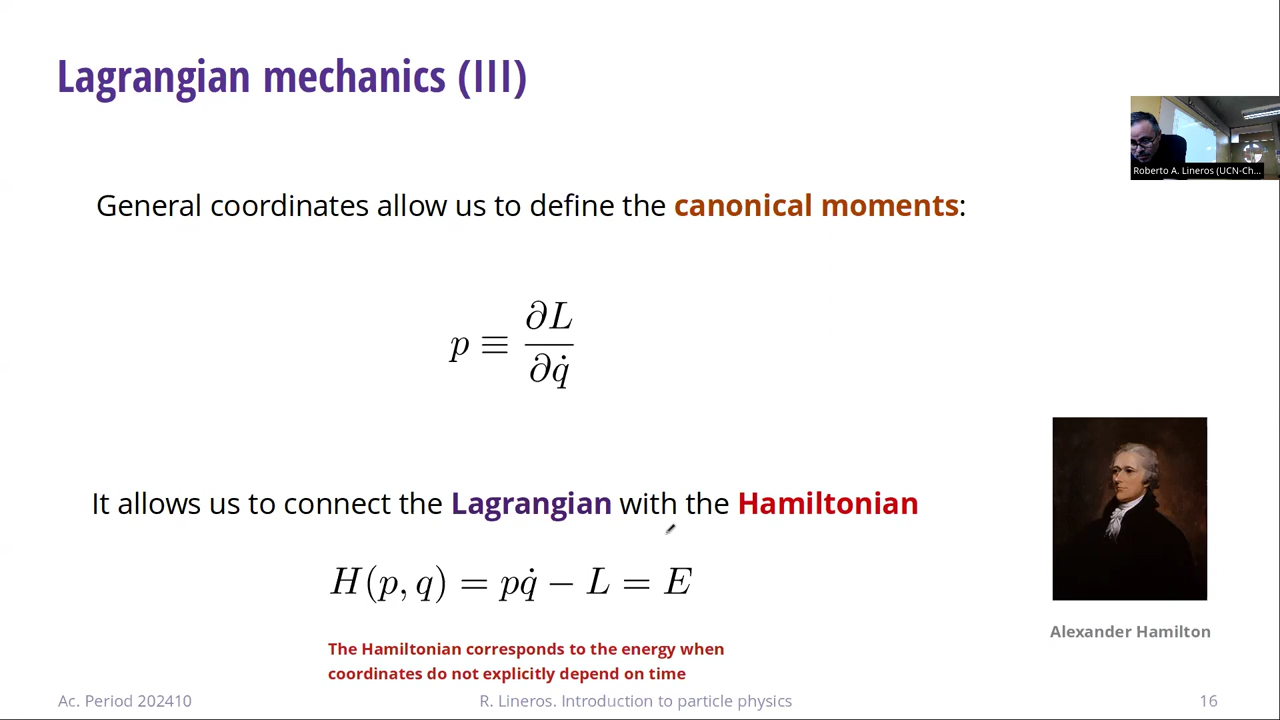 Lagrangian mechanics (III)
Roberto A. Lineros (UCN-Ch...
General coordinates allow us to define the canonical moments:
p ≡ ∂L/∂q̇
It allows us to connect the Lagrangian with the Hamiltonian
H(p, q) = pq̇ − L = E
Alexander Hamilton
The Hamiltonian corresponds to the energy when
coordinates do not explicitly depend on time
Ac. Period 202410
R. Lineros. Introduction to particle physics
16